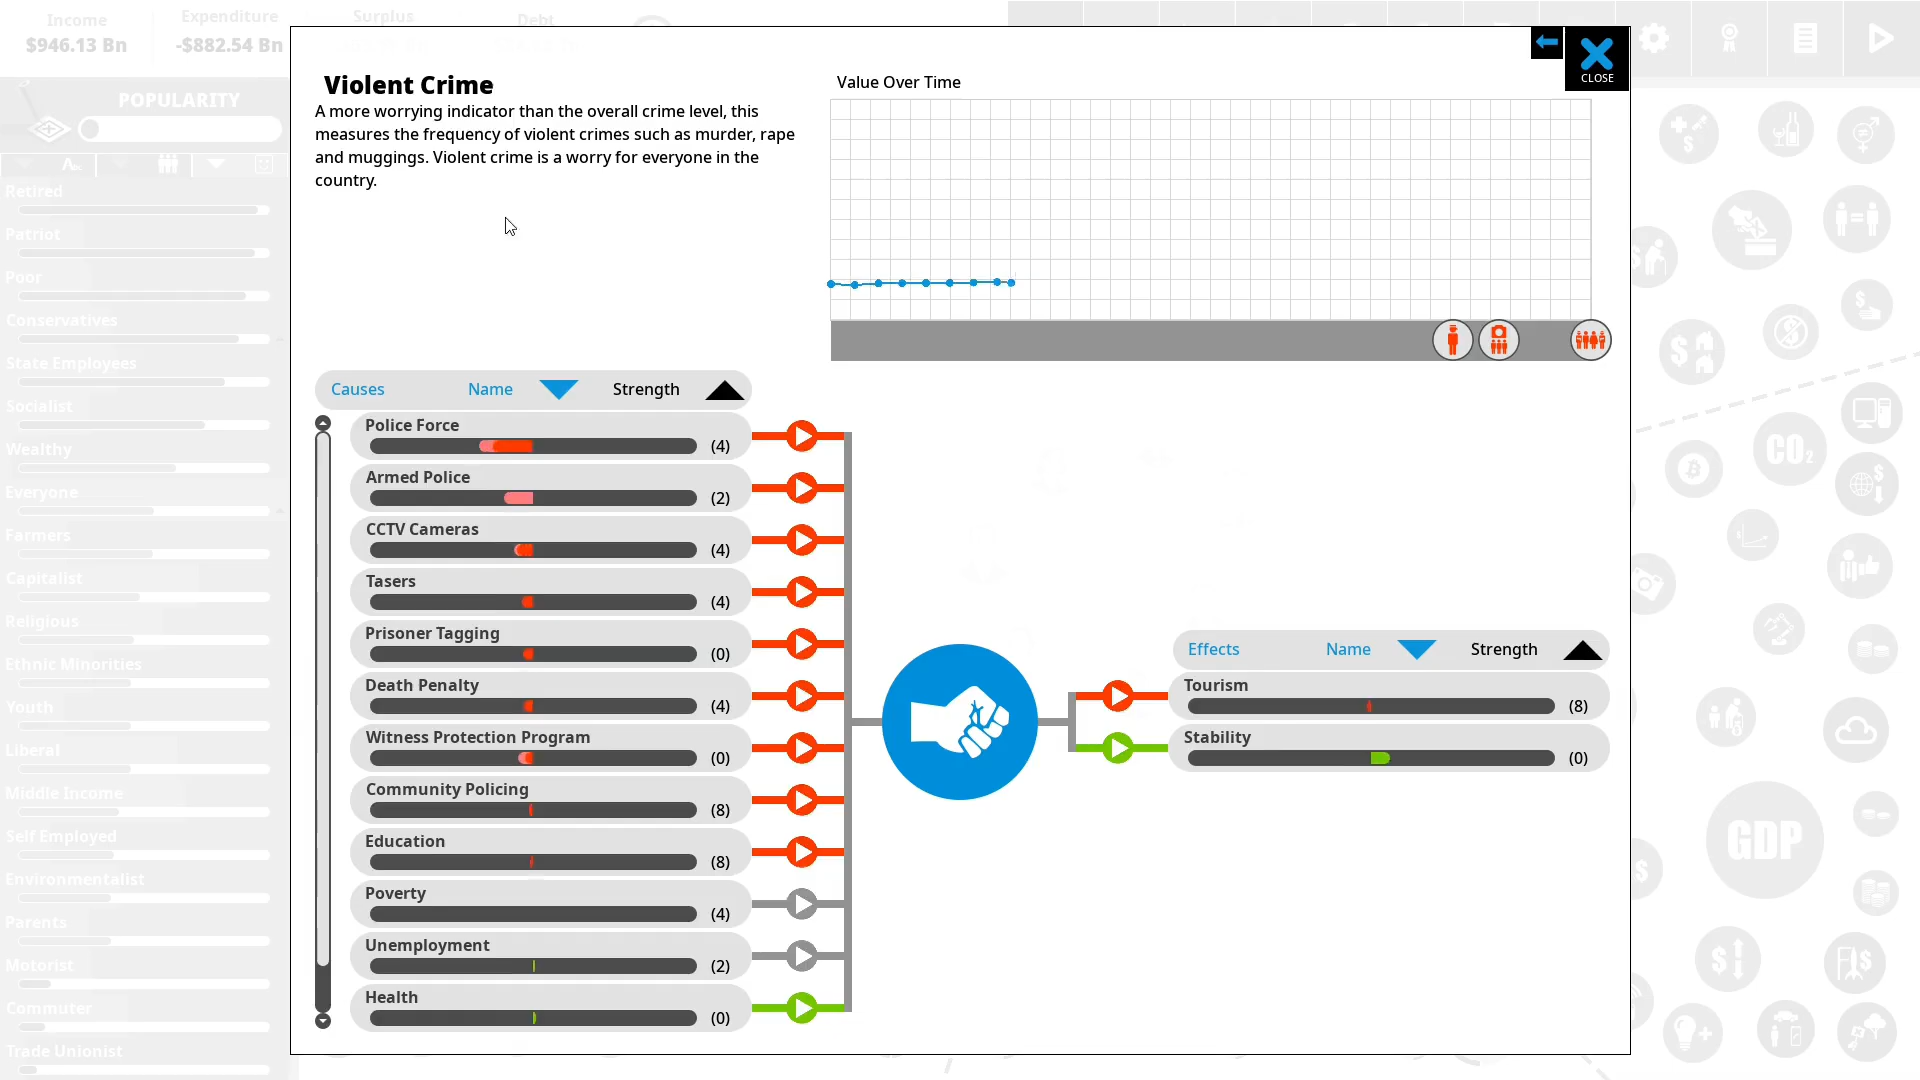 Income
$946.13 Bn
Expenditure
-$882.54 Bn
Surplus
Debt
CLOSE
POPULARITY
Retired
Patriot
Poor
Conservatives
State Employees
Socialist
Wealthy
Everyone
Farmers
Capitalist
Religious
Ethnic Minorities
Youth
Liberal
Middle Income
Self Employed
Environmentalist
Parents
Motorist
Commuter
Trade Unionist
Violent Crime
A more worrying indicator than the overall crime level, this
measures the frequency of violent crimes such as murder, rape
and muggings. Violent crime is a worry for everyone in the
country.
Value Over Time
Causes Name Strength
Police Force
(4)
Armed Police
(2)
CCTV Cameras
(4)
Tasers
(4)
Prisoner Tagging
(0)
Death Penalty
(4)
Witness Protection Program
(0)
Community Policing
(8)
Education
(8)
Poverty
(4)
Unemployment
(2)
Health
(0)
Effects Name Strength
Tourism
(8)
Stability
(0)
CO2
GDP